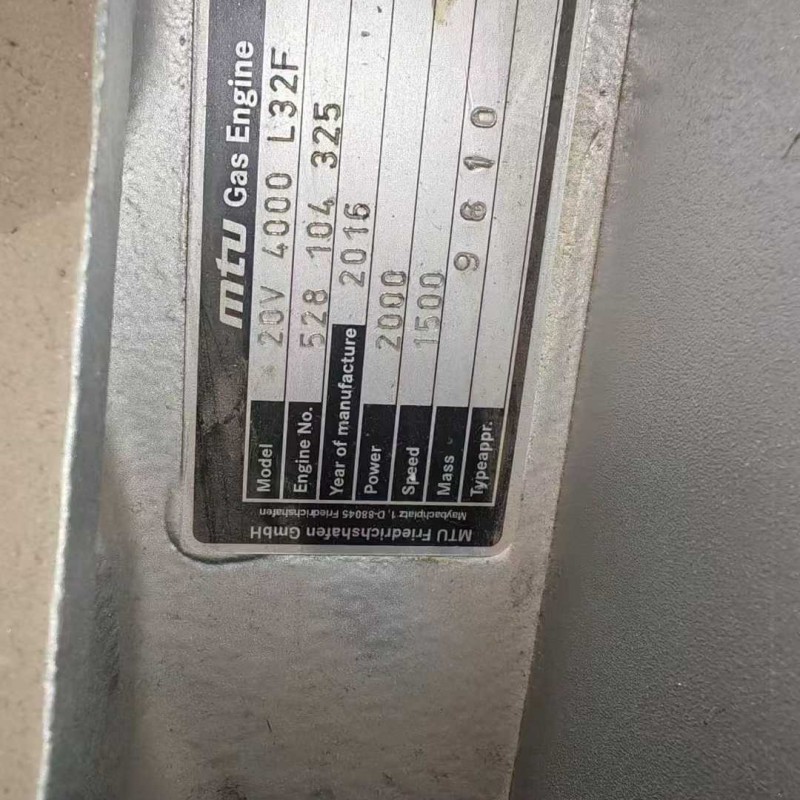 mtu Gas Engine
Model 20V 4000 L32F
Engine No. 528 104 325
Year of manufacture 2016
Power 2000
Speed 1500
Mass 9610
Typeappr.
MTU Friedrichshafen GmbH
Maybachplatz 1, D-88045 Friedrichshafen